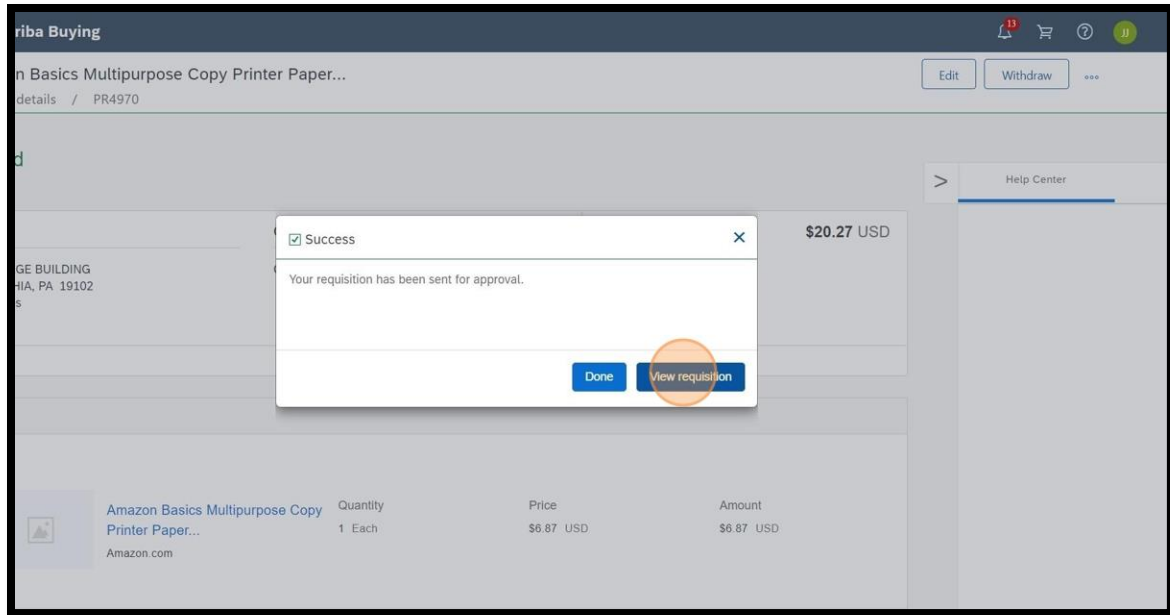 riba Buying
13
JJ
n Basics Multipurpose Copy Printer Paper...
Edit
Withdraw
details / PR4970
d
>
Help Center
$20.27 USD
Success
GE BUILDING
HIA, PA 19102
s
Your requisition has been sent for approval.
Done
View requisition
Amazon Basics Multipurpose Copy
Printer Paper...
Amazon.com
Quantity
1 Each
Price
$6.87 USD
Amount
$6.87 USD